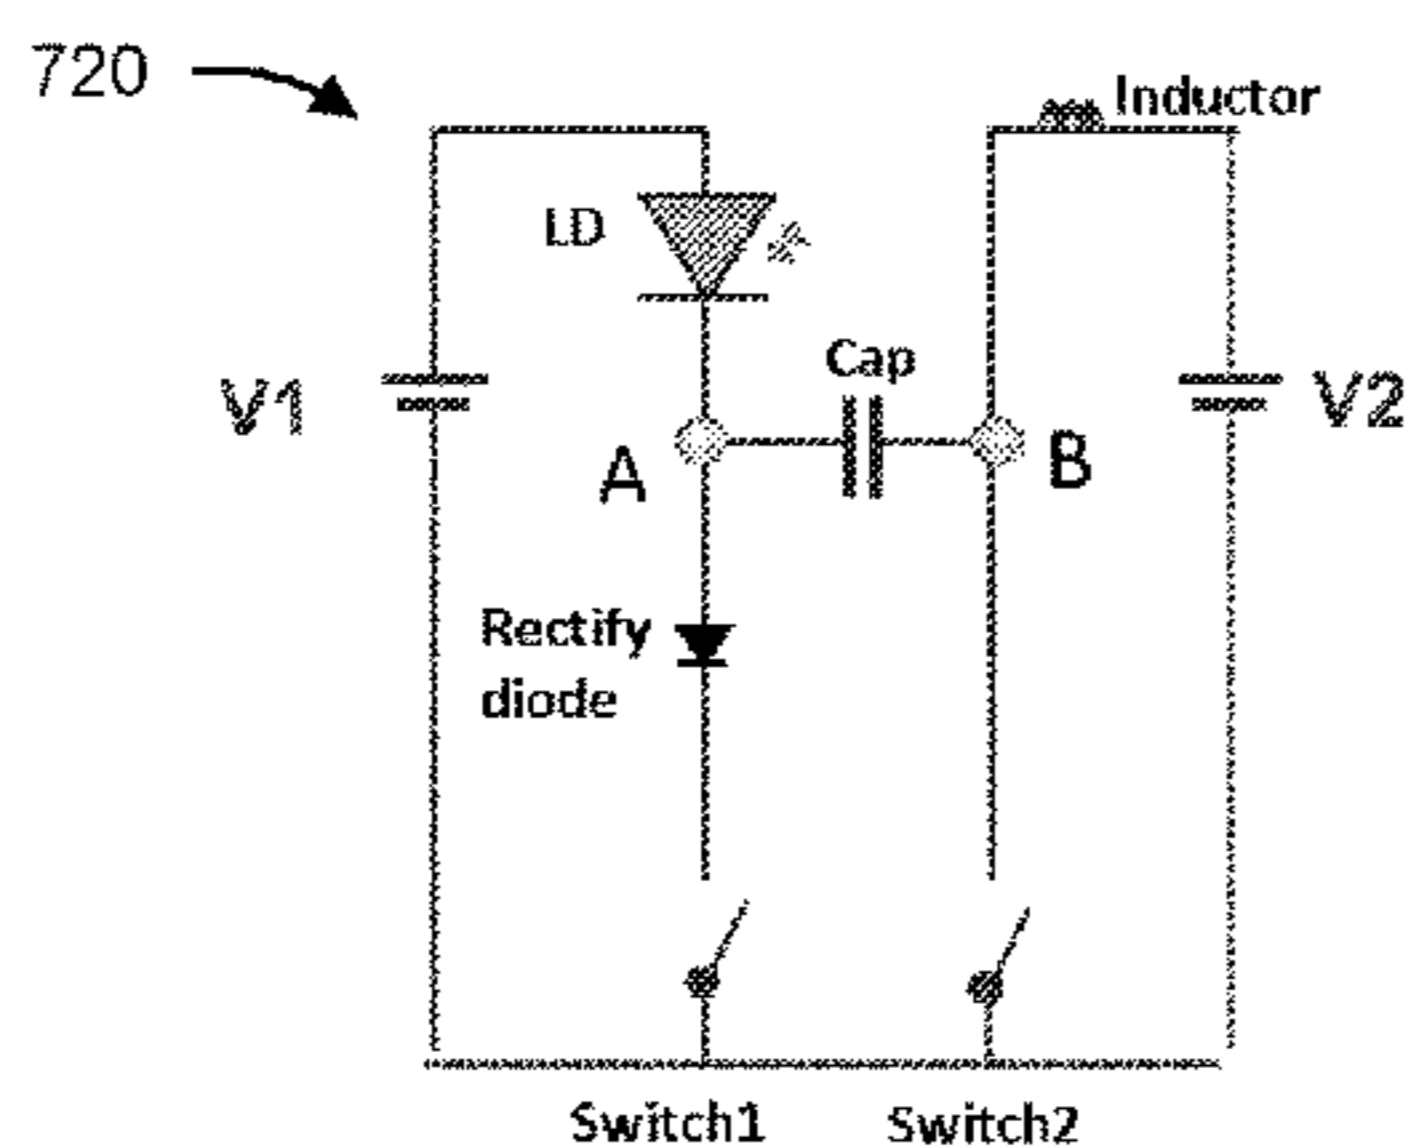 720
Inductor
LD
Cap
V1
V2
A
B
Rectify
diode
Switch1
Switch2